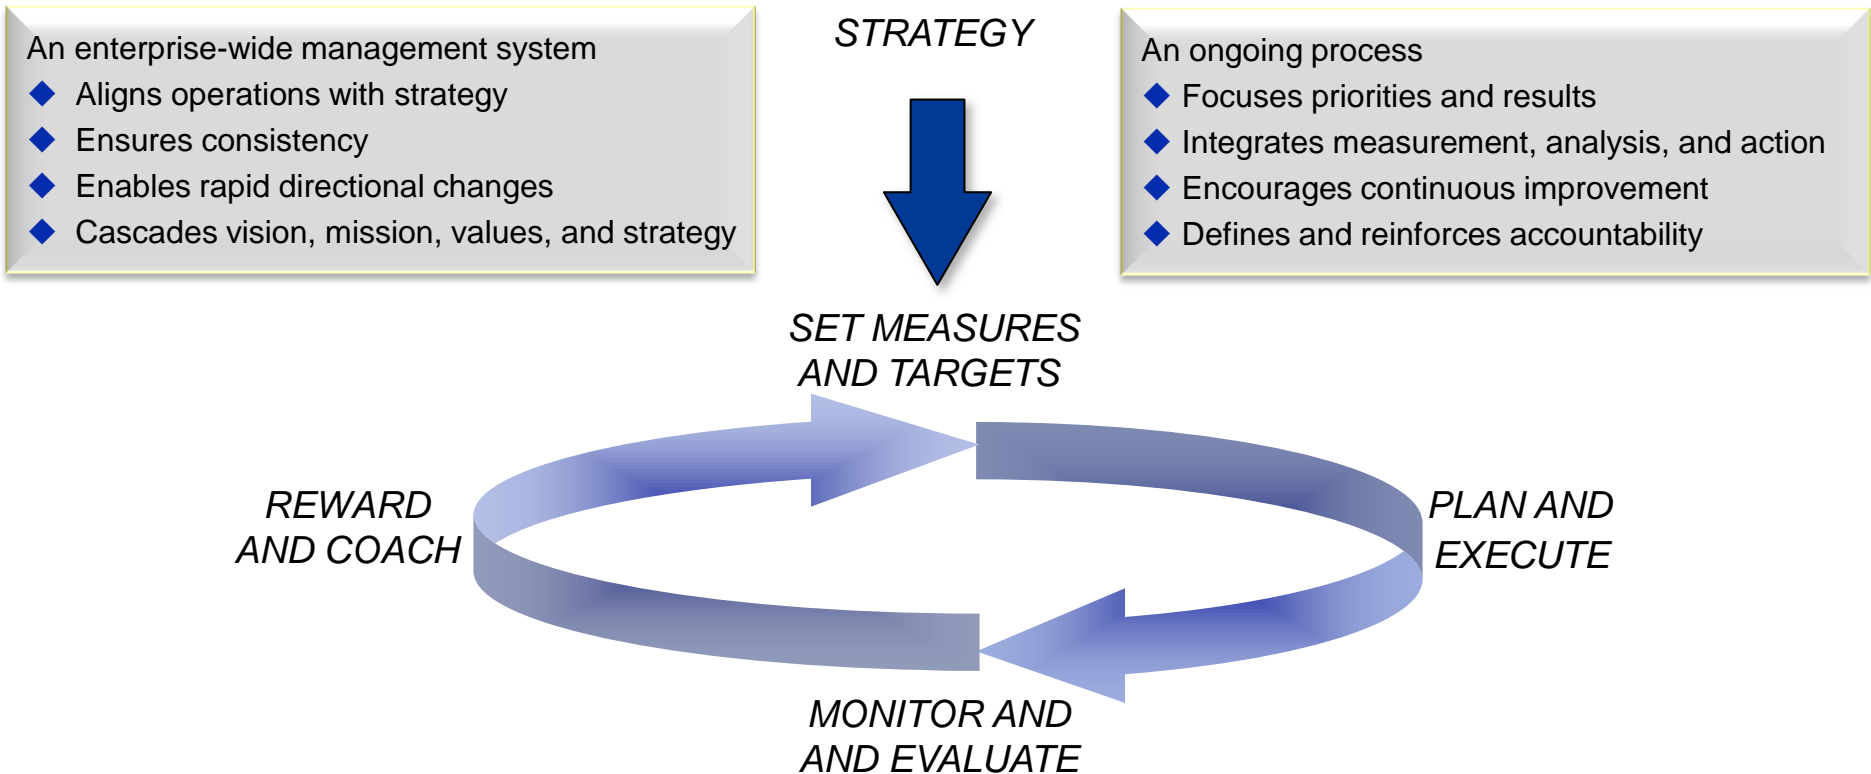 An enterprise-wide management system
Aligns operations with strategy
Ensures consistency
Enables rapid directional changes
Cascades vision, mission, values, and strategy
STRATEGY
An ongoing process
Focuses priorities and results
Integrates measurement, analysis, and action
Encourages continuous improvement
Defines and reinforces accountability
SET MEASURES
AND TARGETS
REWARD
AND COACH
PLAN AND
EXECUTE
MONITOR AND
AND EVALUATE